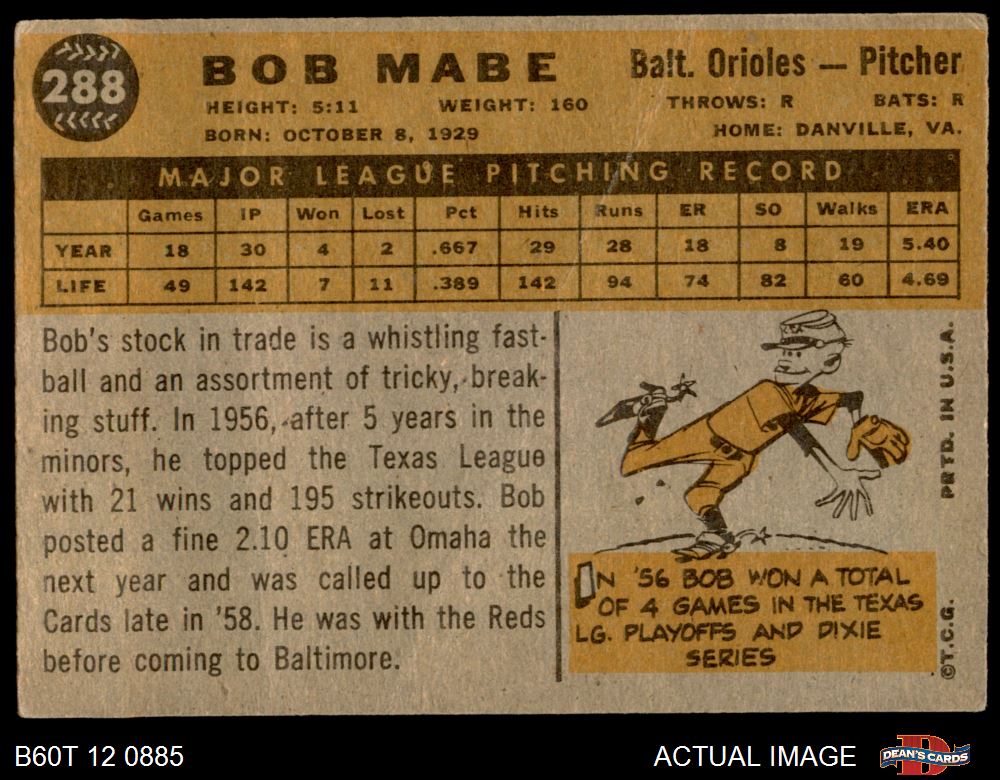 288
BOB MABE
Balt. Orioles — Pitcher
HEIGHT: 5:11 WEIGHT: 160 THROWS: R BATS: R
BORN: OCTOBER 8, 1929 HOME: DANVILLE, VA.
MAJOR LEAGUE PITCHING RECORD
Games IP Won Lost Pct Hits Runs ER SO Walks ERA
YEAR 18 30 4 2 .667 29 28 18 8 19 5.40
LIFE 49 142 7 11 .389 142 94 74 82 60 4.69
Bob's stock in trade is a whistling fast-
ball and an assortment of tricky, break-
ing stuff. In 1956, after 5 years in the
minors, he topped the Texas League
with 21 wins and 195 strikeouts. Bob
posted a fine 2.10 ERA at Omaha the
next year and was called up to the
Cards late in '58. He was with the Reds
before coming to Baltimore.
IN '56 BOB WON A TOTAL
OF 4 GAMES IN THE TEXAS
LG. PLAYOFFS AND DIXIE
SERIES
©T.C.G. PRTD. IN U.S.A.
B60T 12 0885
ACTUAL IMAGE
DEAN'S CARDS